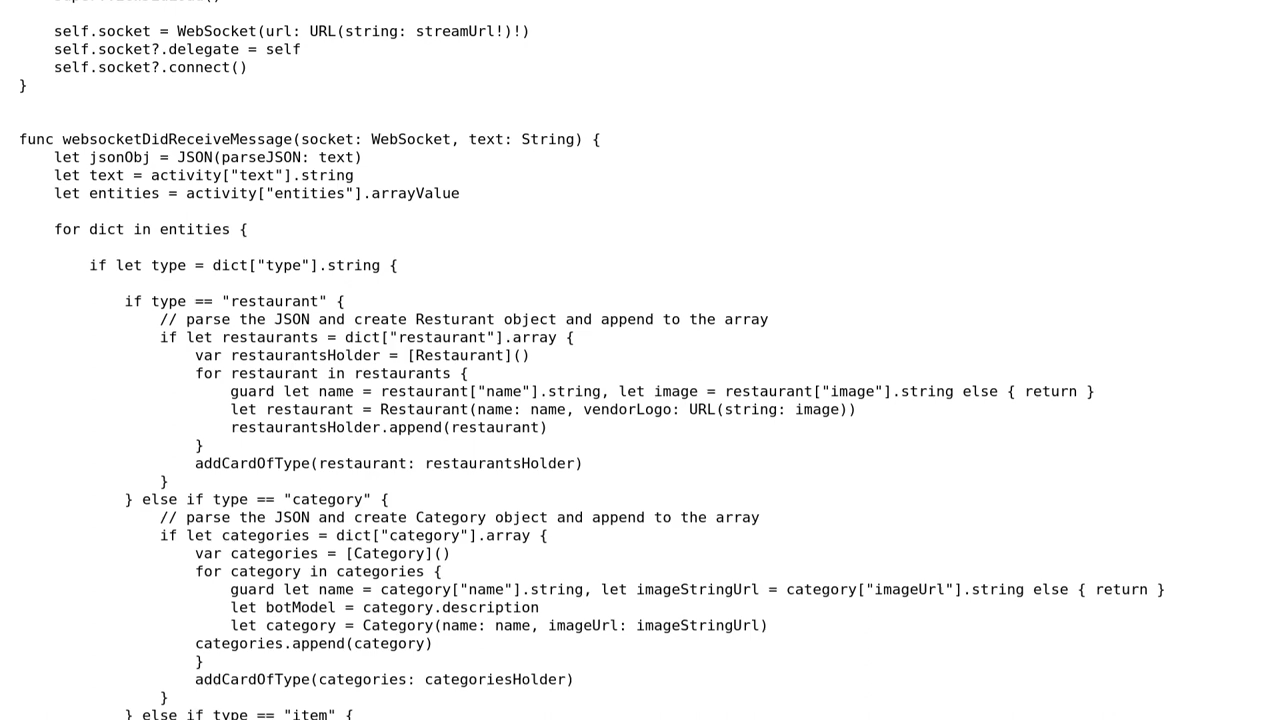 self.socket = WebSocket(url: URL(string: streamUrl!)!)
    self.socket?.delegate = self
    self.socket?.connect()
}
func websocketDidReceiveMessage(socket: WebSocket, text: String) {
    let jsonObj = JSON(parseJSON: text)
    let text = activity["text"].string
    let entities = activity["entities"].arrayValue
    for dict in entities {
        if let type = dict["type"].string {
            if type == "restaurant" {
                // parse the JSON and create Resturant object and append to the array
                if let restaurants = dict["restaurant"].array {
                    var restaurantsHolder = [Restaurant]()
                    for restaurant in restaurants {
                        guard let name = restaurant["name"].string, let image = restaurant["image"].string else { return }
                        let restaurant = Restaurant(name: name, vendorLogo: URL(string: image))
                        restaurantsHolder.append(restaurant)
                    }
                    addCardOfType(restaurant: restaurantsHolder)
                }
            } else if type == "category" {
                // parse the JSON and create Category object and append to the array
                if let categories = dict["category"].array {
                    var categories = [Category]()
                    for category in categories {
                        guard let name = category["name"].string, let imageStringUrl = category["imageUrl"].string else { return }
                        let botModel = category.description
                        let category = Category(name: name, imageUrl: imageStringUrl)
                    categories.append(category)
                    }
                    addCardOfType(categories: categoriesHolder)
                }
            } else if type == "item" {